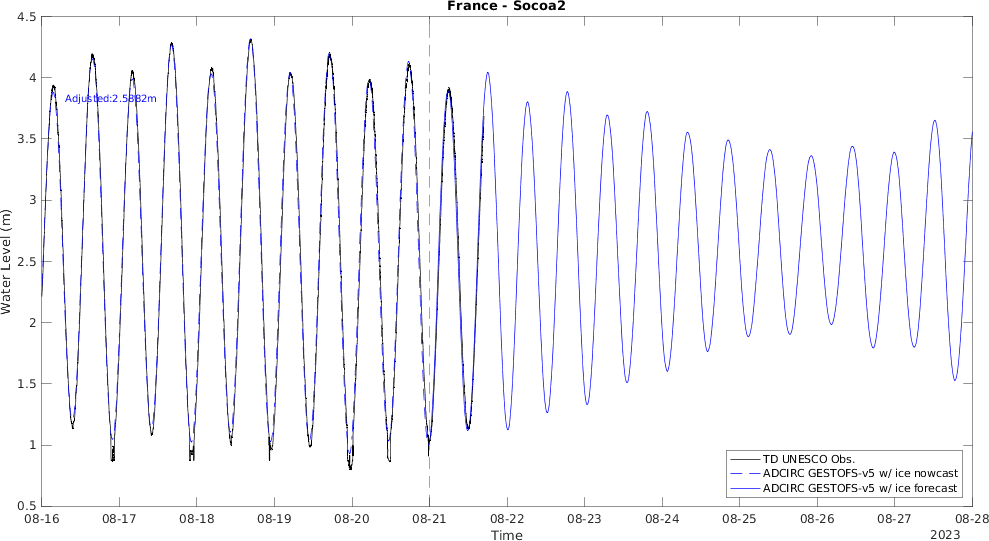 France - Socoa2
4.5
4
3.5
3
2.5
2
1.5
1
0.5
Water Level (m)
Adjusted:2.5882m
TD UNESCO Obs.
ADCIRC GESTOFS-v5 w/ ice nowcast
ADCIRC GESTOFS-v5 w/ ice forecast
08-16 08-17 08-18 08-19 08-20 08-21 08-22 08-23 08-24 08-25 08-26 08-27 08-28
Time
2023